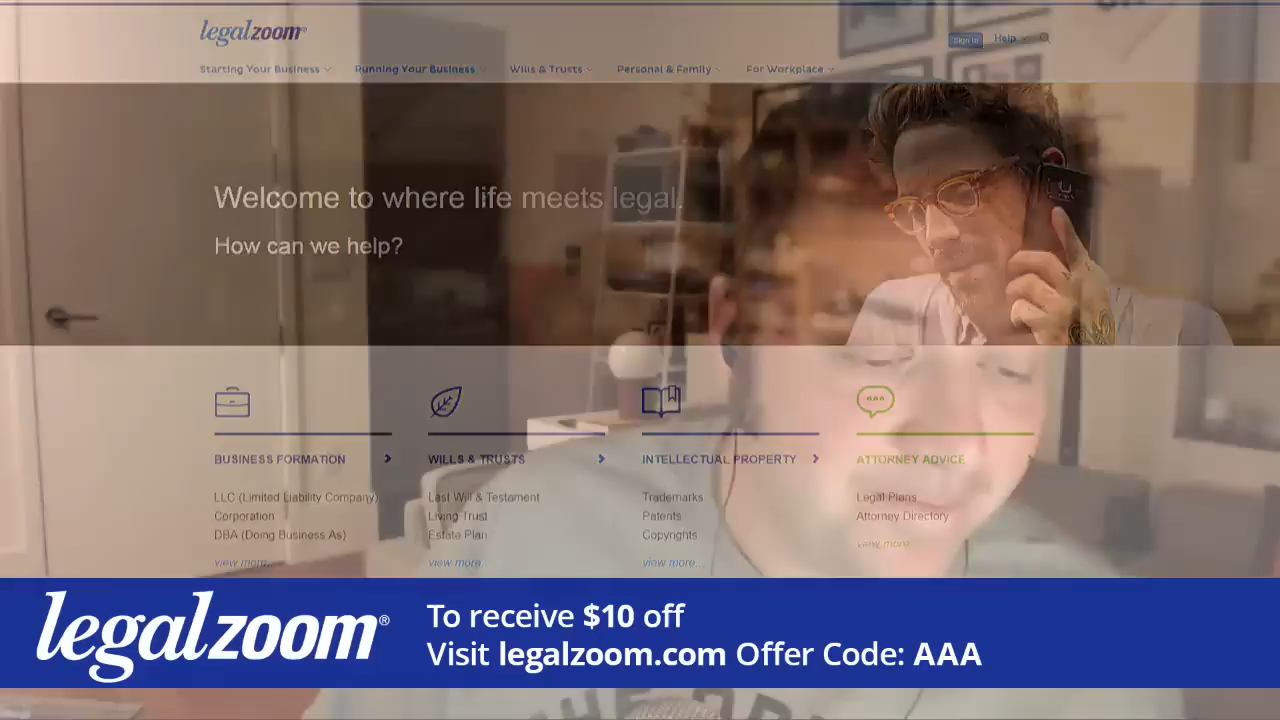 legalzoom®
Sign In Help
Starting Your Business Running Your Business Wills & Trusts Personal & Family For Workplace
Welcome to where life meets legal.
How can we help?
BUSINESS FORMATION WILLS & TRUSTS INTELLECTUAL PROPERTY ATTORNEY ADVICE
LLC (Limited Liability Company) Last Will & Testament Trademarks Legal Plans
Corporation Living Trust Patents Attorney Directory
DBA (Doing Business As) Estate Plan Copyrights
view more... view more... view more... view more...
legalzoom®
To receive $10 off
Visit legalzoom.com Offer Code: AAA
THE